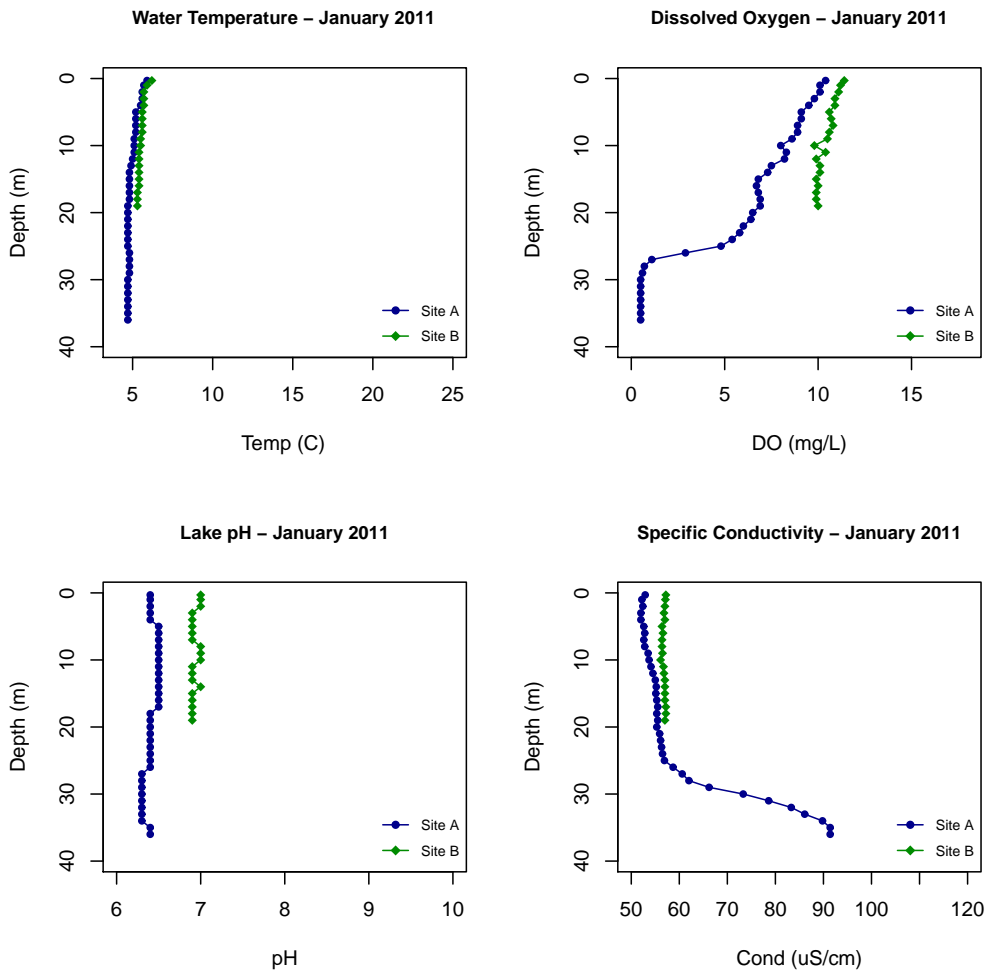 Water Temperature – January 2011
0
10
20
30
40
Depth (m)
5
10
15
20
25
Temp (C)
Site A
Site B
Dissolved Oxygen – January 2011
0
10
20
30
40
Depth (m)
0
5
10
15
DO (mg/L)
Site A
Site B
Lake pH – January 2011
0
10
20
30
40
Depth (m)
6
7
8
9
10
pH
Site A
Site B
Specific Conductivity – January 2011
0
10
20
30
40
Depth (m)
50
60
70
80
90
100
120
Cond (uS/cm)
Site A
Site B